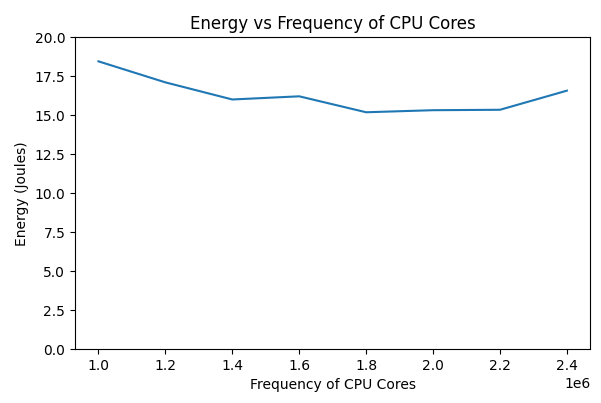 Energy vs Frequency of CPU Cores
20.0
17.5
15.0
12.5
10.0
7.5
5.0
2.5
0.0
Energy (Joules)
1.0 1.2 1.4 1.6 1.8 2.0 2.2 2.4
1e6
Frequency of CPU Cores